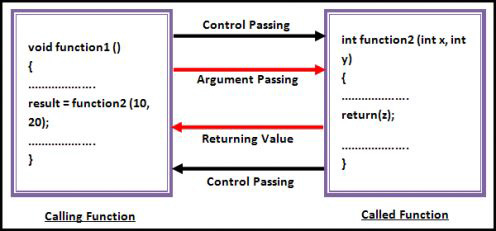 void function1 ()
{
......................
result = function2 (10,
20);
......................
}
Calling Function
Control Passing
Argument Passing
Returning Value
Control Passing
int function2 (int x, int
y)
{
......................
return(z);
......................
}
Called Function